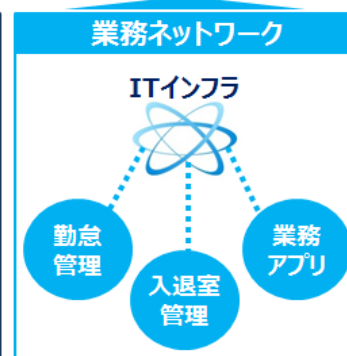 業務ネットワーク
ITインフラ
勤怠
管理
入退室
管理
業務
アプリ